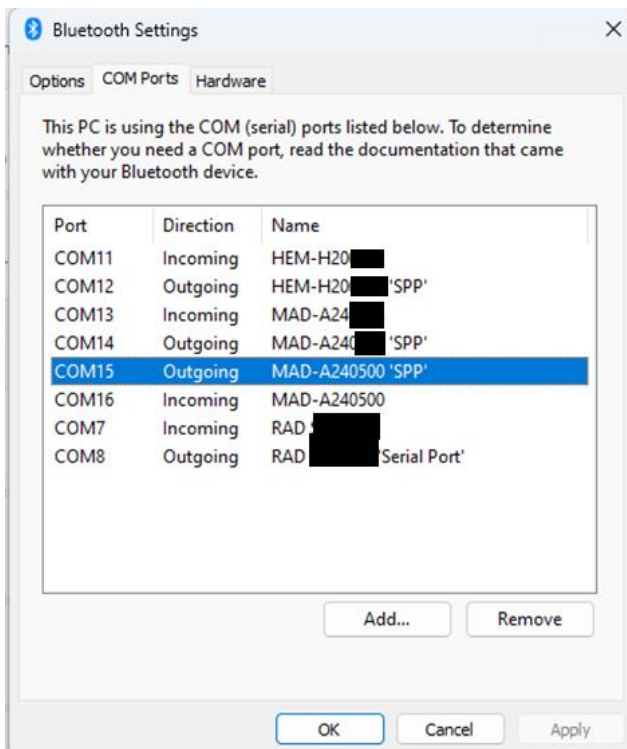 Bluetooth Settings
Options COM Ports Hardware
This PC is using the COM (serial) ports listed below. To determine
whether you need a COM port, read the documentation that came
with your Bluetooth device.
Port Direction Name
COM11 Incoming HEM-H20
COM12 Outgoing HEM-H20 'SPP'
COM13 Incoming MAD-A24
COM14 Outgoing MAD-A240 'SPP'
COM15 Outgoing MAD-A240500 'SPP'
COM16 Incoming MAD-A240500
COM7 Incoming RAD
COM8 Outgoing RAD 'Serial Port'
Add... Remove
OK Cancel Apply